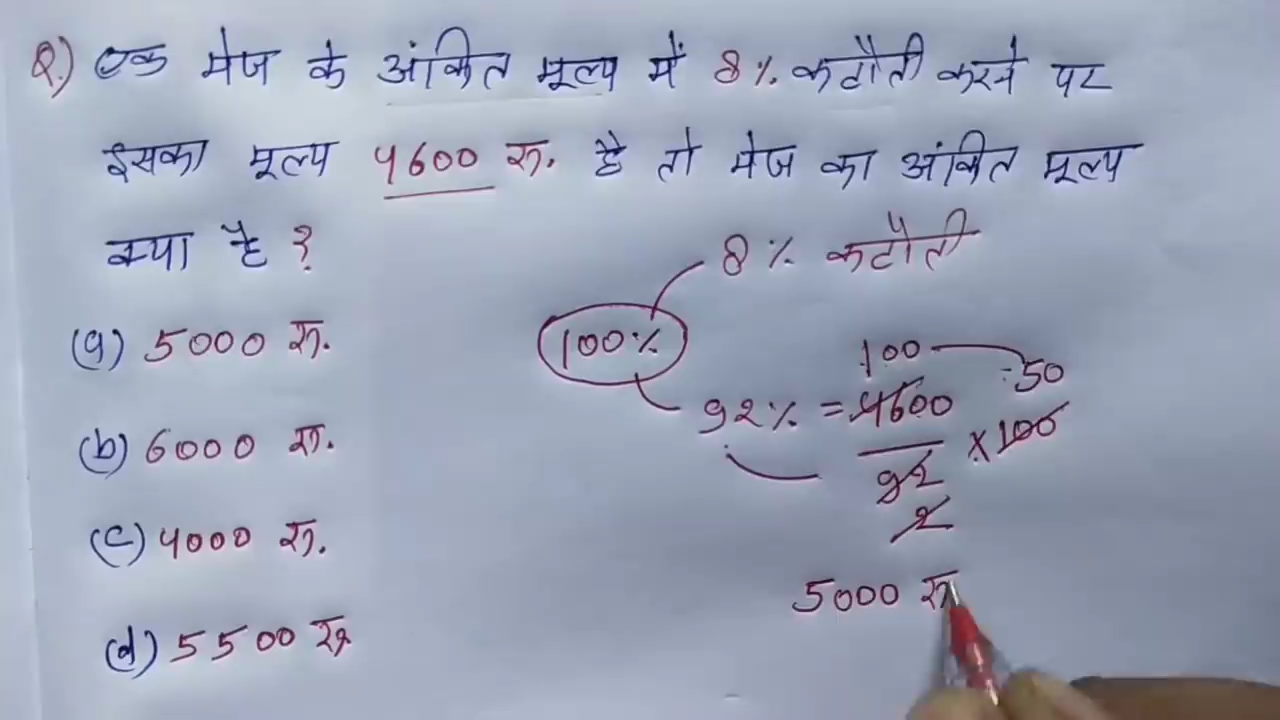 Q.) एक मेज के अंकित मूल्य में 8% कटौती करने पर
इसका मूल्य 4600 रु. है तो मेज का अंकित मूल्य
क्या है ?
8% कटौती
(a) 5000 रु.
100%
100
=50
92% = 4600
× 100
92
(b) 6000 रु.
2
(c) 4000 रु.
5000 रु
(d) 5500 रु